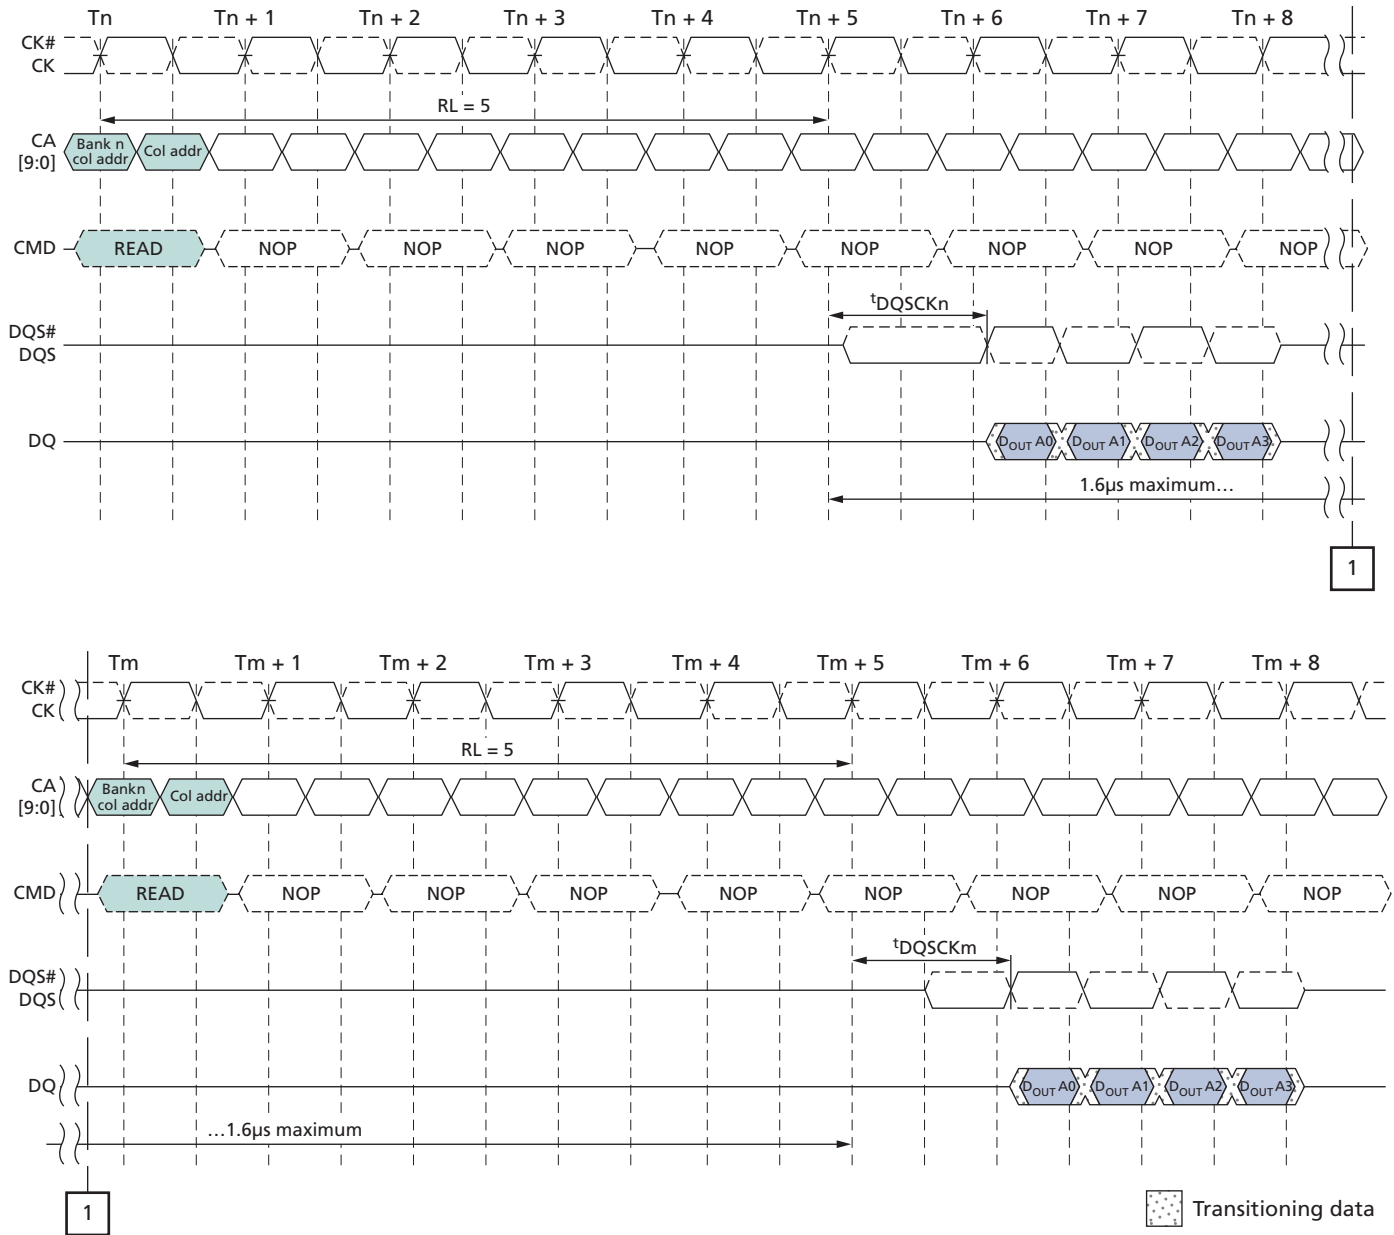 Tn Tn + 1 Tn + 2 Tn + 3 Tn + 4 Tn + 5 Tn + 6 Tn + 7 Tn + 8
CK#
CK
RL = 5
CA
[9:0]
Bank n
col addr
Col addr
CMD READ NOP NOP NOP NOP NOP NOP NOP NOP
tDQSCKn
DQS#
DQS
DQ DOUT A0 DOUT A1 DOUT A2 DOUT A3
1.6µs maximum…
1
Tm Tm + 1 Tm + 2 Tm + 3 Tm + 4 Tm + 5 Tm + 6 Tm + 7 Tm + 8
CK#
CK
RL = 5
CA
[9:0]
Bankn
col addr
Col addr
CMD READ NOP NOP NOP NOP NOP NOP NOP NOP
tDQSCKm
DQS#
DQS
DQ DOUT A0 DOUT A1 DOUT A2 DOUT A3
…1.6µs maximum
1
Transitioning data